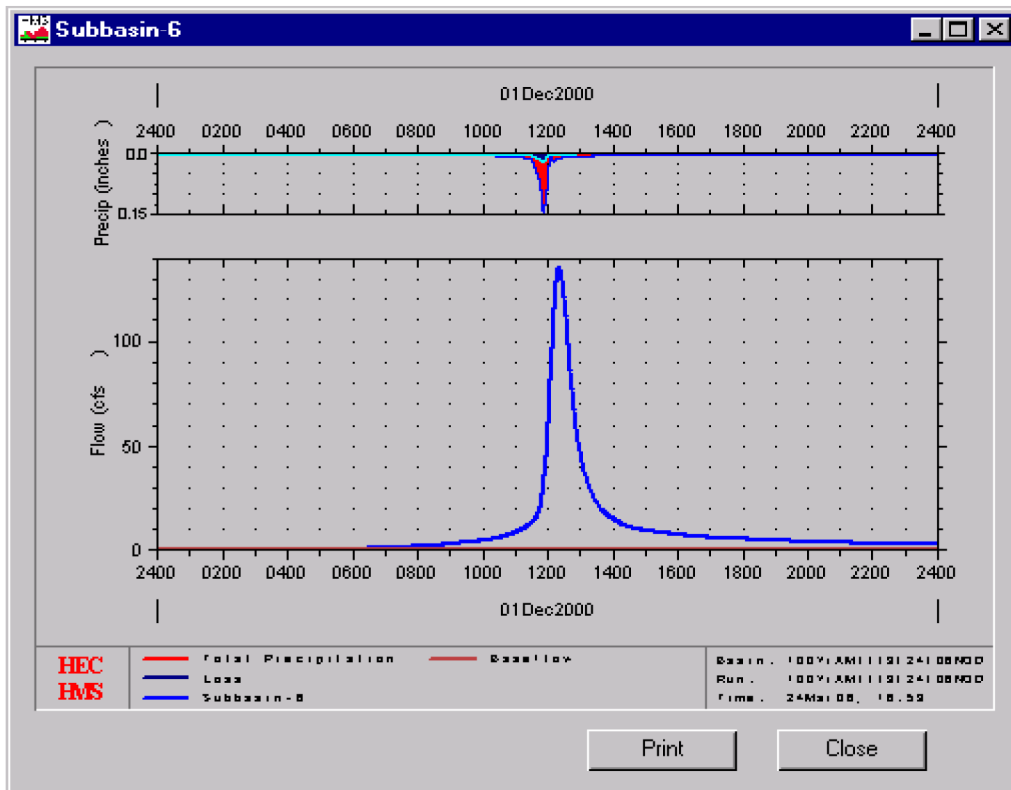 Subbasin-6
01Dec2000
2400 0200 0400 0600 0800 1000 1200 1400 1600 1800 2000 2200 2400
0.0
0.15
Precip (inches )
100
50
0
Flow (cfs )
2400 0200 0400 0600 0800 1000 1200 1400 1600 1800 2000 2200 2400
01Dec2000
HEC
HMS
Total Precipitation
Baseflow
Loss
Subbasin-6
Basin.
Run.
Time. 24Mar06,
Print
Close